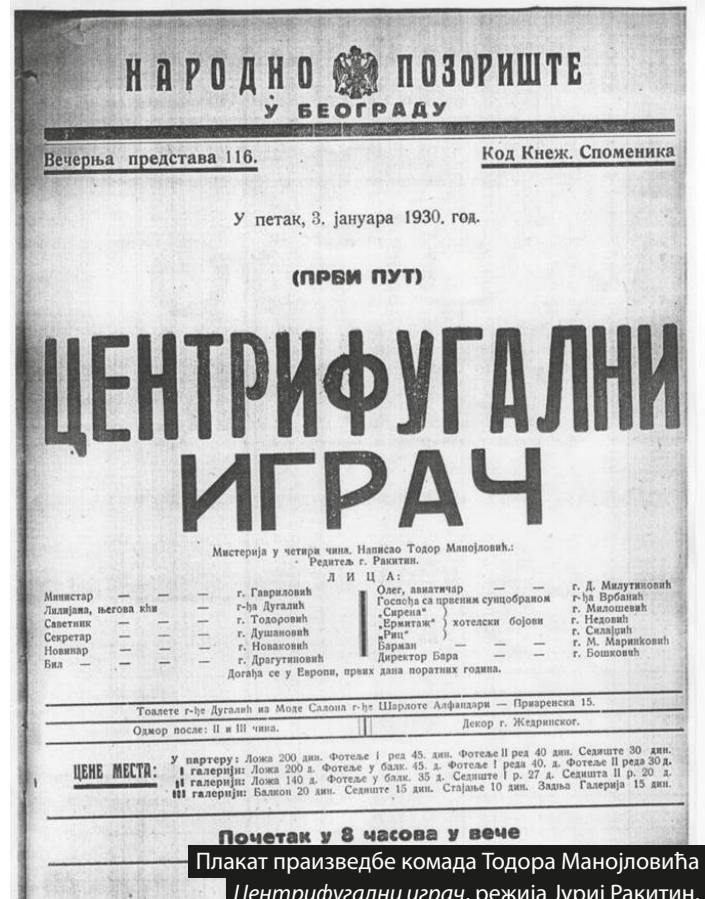 НАРОДНО ПОЗОРИШТЕ
У БЕОГРАДУ
Вечерња представа 116.
Код Кнеж. Споменика
У петак, 3. јануара 1930. год.
(ПРВИ ПУТ)
ЦЕНТРИФУГАЛНИ
ИГРАЧ
Мистерија у четири чина. Написао Тодор Манојловић.:
Редитељ г. Ракитин.
ЛИЦА:
Министар — — — г. Гавриловић
Лилијана, његова кћи — г-ђа Дугалић
Саветник — — — г. Тодоровић
Секретар — — — г. Душановић
Новинар — — — г. Новаковић
Бил — — — — г. Драгутиновић
Олег, авиатичар — — г. Д. Милутиновић
Госпођа са црвеним сунцобраном г-ђа Врбанић
„Сирена“ г. Милошевић
„Ермитаж“ } хотелски бојови г. Недовић
„Риц“ г. Силајџић
Барман — — — г. М. Маринковић
Директор Бара — — г. Бошковић
Догађа се у Европи, првих дана поратних година.
Тоалете г-ђе Дугалић из Моде Салона г-ђе Шарлоте Алфандари — Призренска 15.
Одмор после: II и III чина.
Декор г. Жедринског.
ЦЕНЕ МЕСТА:
У партеру: Ложа 200 дин. Фотеље I ред 45. дин. Фотеље II ред 40 дин. Седиште 30 дин.
I галерији: Ложа 200 д. Фотеље у балк. 45. д. Фотеље I реда 40. д. Фотеље II реда 30 д.
II галерији: Ложа 140 д. Фотеље у балк. 35 д. Седиште I р. 27 д. Седишта II р. 20 д.
III галерији: Балкон 20 дин. Седиште 15 дин. Стајање 10 дин. Задња Галерија 15 дин.
Почетак у 8 часова у вече
Плакат праизведбе комада Тодора Манојловића
Центрифугални играч, режија Јуриј Ракитин,